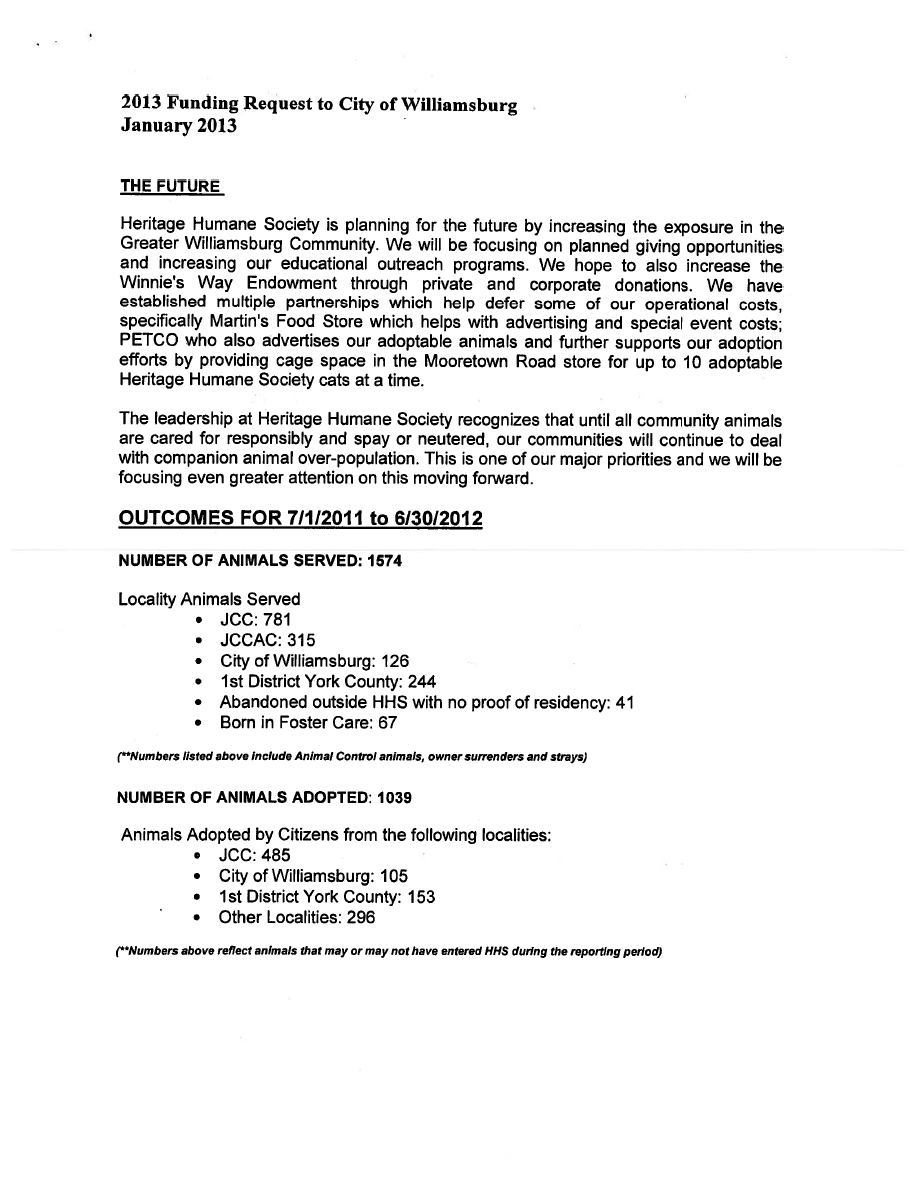 2013 Funding Request to City of Williamsburg
January 2013
THE FUTURE
Heritage Humane Society is planning for the future by increasing the exposure in the
Greater Williamsburg Community. We will be focusing on planned giving opportunities
and increasing our educational outreach programs. We hope to also increase the
Winnie's Way Endowment through private and corporate donations. We have
established multiple partnerships which help defer some of our operational costs,
specifically Martin's Food Store which helps with advertising and special event costs;
PETCO who also advertises our adoptable animals and further supports our adoption
efforts by providing cage space in the Mooretown Road store for up to 10 adoptable
Heritage Humane Society cats at a time.
The leadership at Heritage Humane Society recognizes that until all community animals
are cared for responsibly and spay or neutered, our communities will continue to deal
with companion animal over-population. This is one of our major priorities and we will be
focusing even greater attention on this moving forward.
OUTCOMES FOR 7/1/2011 to 6/30/2012
NUMBER OF ANIMALS SERVED: 1574
Locality Animals Served
• JCC: 781
• JCCAC: 315
• City of Williamsburg: 126
• 1st District York County: 244
• Abandoned outside HHS with no proof of residency: 41
• Born in Foster Care: 67
(**Numbers listed above include Animal Control animals, owner surrenders and strays)
NUMBER OF ANIMALS ADOPTED: 1039
Animals Adopted by Citizens from the following localities:
• JCC: 485
• City of Williamsburg: 105
• 1st District York County: 153
• Other Localities: 296
(**Numbers above reflect animals that may or may not have entered HHS during the reporting period)